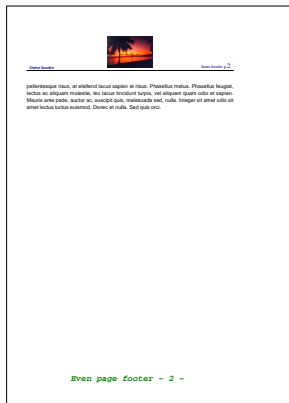 Outer header
Inner header p 2
pellentesque risus, at eleifend lacus sapien et risus. Phasellus metus. Phasellus feugiat,
lectus ac aliquam molestie, leo lacus tincidunt turpis, vel aliquam quam odio et sapien.
Mauris ante pede, auctor ac, suscipit quis, malesuada sed, nulla. Integer sit amet odio sit
amet lectus luctus euismod. Donec et nulla. Sed quis orci.
Even page footer - 2 -